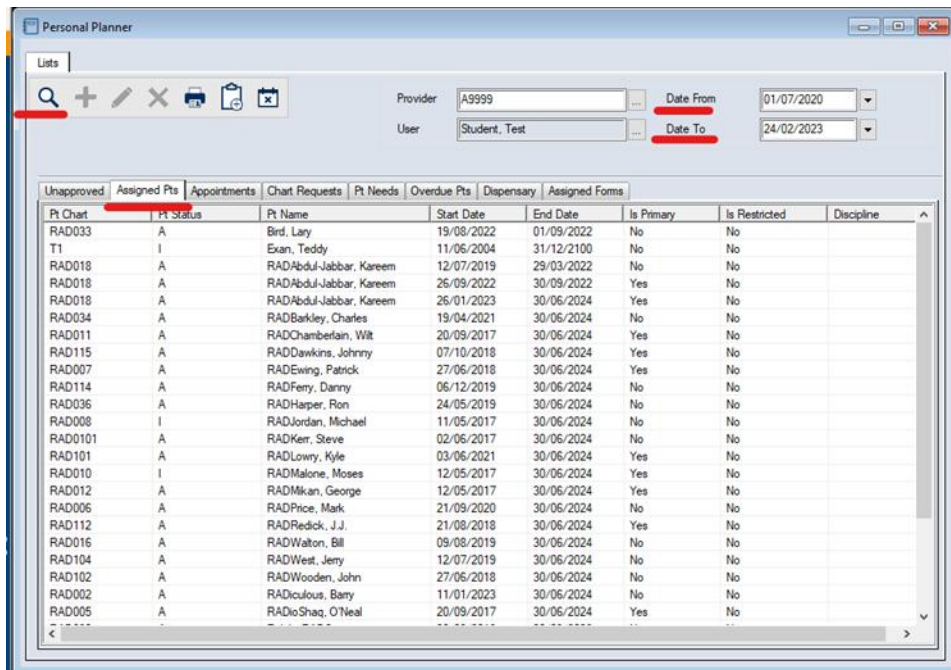 Personal Planner
Lists
Provider A9999 ... Date From 01/07/2020
User Student, Test ... Date To 24/02/2023
Unapproved Assigned Pts Appointments Chart Requests Pt Needs Overdue Pts Dispensary Assigned Forms
Pt Chart Pt Status Pt Name Start Date End Date Is Primary Is Restricted Discipline
RAD033 A Bird, Lary 19/08/2022 01/09/2022 No No
T1 I Exan, Teddy 11/06/2004 31/12/2100 No No
RAD018 A RADAbdul-Jabbar, Kareem 12/07/2019 29/03/2022 No No
RAD018 A RADAbdul-Jabbar, Kareem 26/09/2022 30/09/2022 Yes No
RAD018 A RADAbdul-Jabbar, Kareem 26/01/2023 30/06/2024 Yes No
RAD034 A RADBarkley, Charles 19/04/2021 30/06/2024 No No
RAD011 A RADChamberlain, Wilt 20/09/2017 30/06/2024 Yes No
RAD115 A RADDawkins, Johnny 07/10/2018 30/06/2024 Yes No
RAD007 A RADEwing, Patrick 27/06/2018 30/06/2024 Yes No
RAD114 A RADFerry, Danny 06/12/2019 30/06/2024 No No
RAD036 A RADHarper, Ron 24/05/2019 30/06/2024 No No
RAD008 I RADJordan, Michael 11/05/2017 30/06/2024 No No
RAD0101 A RADKerr, Steve 02/06/2017 30/06/2024 No No
RAD101 A RADLowry, Kyle 03/06/2021 30/06/2024 Yes No
RAD010 I RADMalone, Moses 12/05/2017 30/06/2024 Yes No
RAD012 A RADMikan, George 12/05/2017 30/06/2024 Yes No
RAD006 A RADPrice, Mark 21/09/2020 30/06/2024 No No
RAD112 A RADRedick, J.J. 21/08/2018 30/06/2024 Yes No
RAD016 A RADWalton, Bill 09/08/2019 30/06/2024 No No
RAD104 A RADWest, Jerry 12/07/2019 30/06/2024 No No
RAD102 A RADWooden, John 27/06/2018 30/06/2024 No No
RAD002 A RADiculous, Barry 11/01/2023 30/06/2024 No No
RAD005 A RADioShaq, O'Neal 20/09/2017 30/06/2024 Yes No